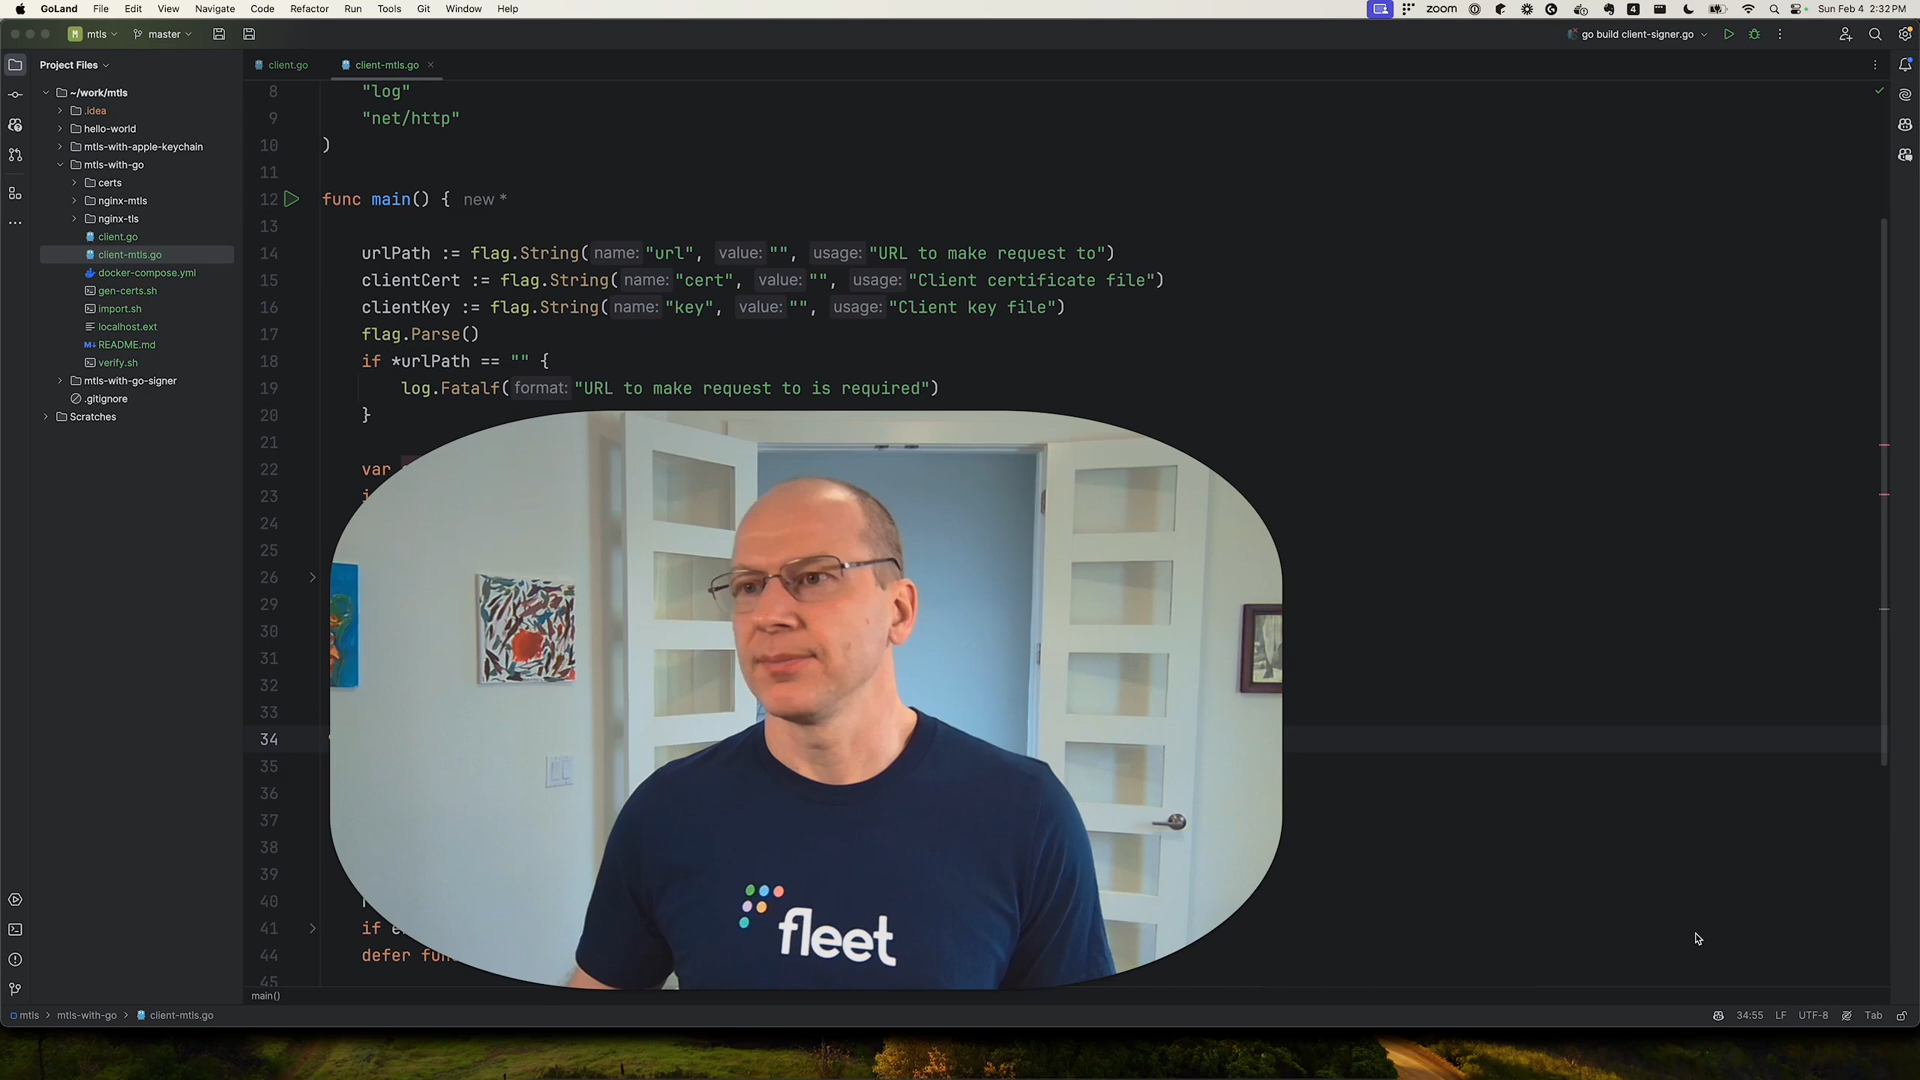 GoLand File Edit View Navigate Code Refactor Run Tools Git Window Help
zoom 4 Sun Feb 4 2:32 PM
M mtls master go build client-signer.go
Project Files
client.go client-mtls.go
~/work/mtls
.idea
hello-world
mtls-with-apple-keychain
mtls-with-go
certs
nginx-mtls
nginx-tls
client.go
client-mtls.go
docker-compose.yml
gen-certs.sh
import.sh
localhost.ext
README.md
verify.sh
mtls-with-go-signer
.gitignore
Scratches
8 "log"
9 "net/http"
10 )
11
12 func main() { new *
13
14 urlPath := flag.String( name: "url", value: "", usage: "URL to make request to")
15 clientCert := flag.String( name: "cert", value: "", usage: "Client certificate file")
16 clientKey := flag.String( name: "key", value: "", usage: "Client key file")
17 flag.Parse()
18 if *urlPath == "" {
19 log.Fatalf( format: "URL to make request to is required")
20 }
21
22 var
23
24
25
26
29
30
31
32
33
34
35
36
37
38
39
40
41 if
44 defer
45
fleet
main()
mtls > mtls-with-go > client-mtls.go
34:55 LF UTF-8 Tab